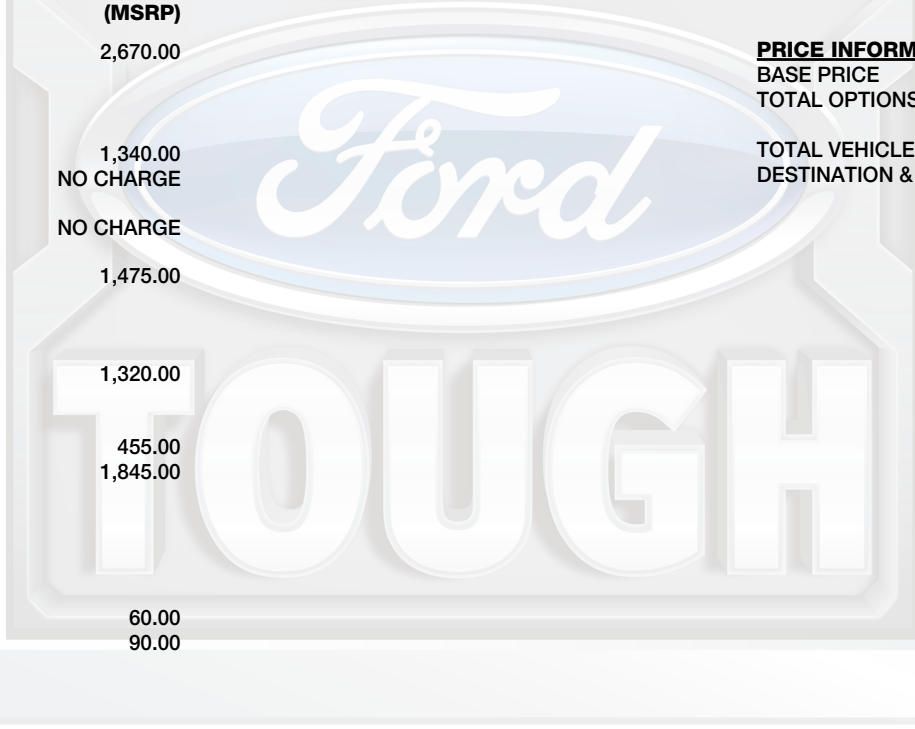 (MSRP)
2,670.00
1,340.00
NO CHARGE
NO CHARGE
1,475.00
1,320.00
455.00
1,845.00
60.00
90.00
PRICE INFORM
BASE PRICE
TOTAL OPTIONS
TOTAL VEHICLE
DESTINATION &
Ford
TOUGH